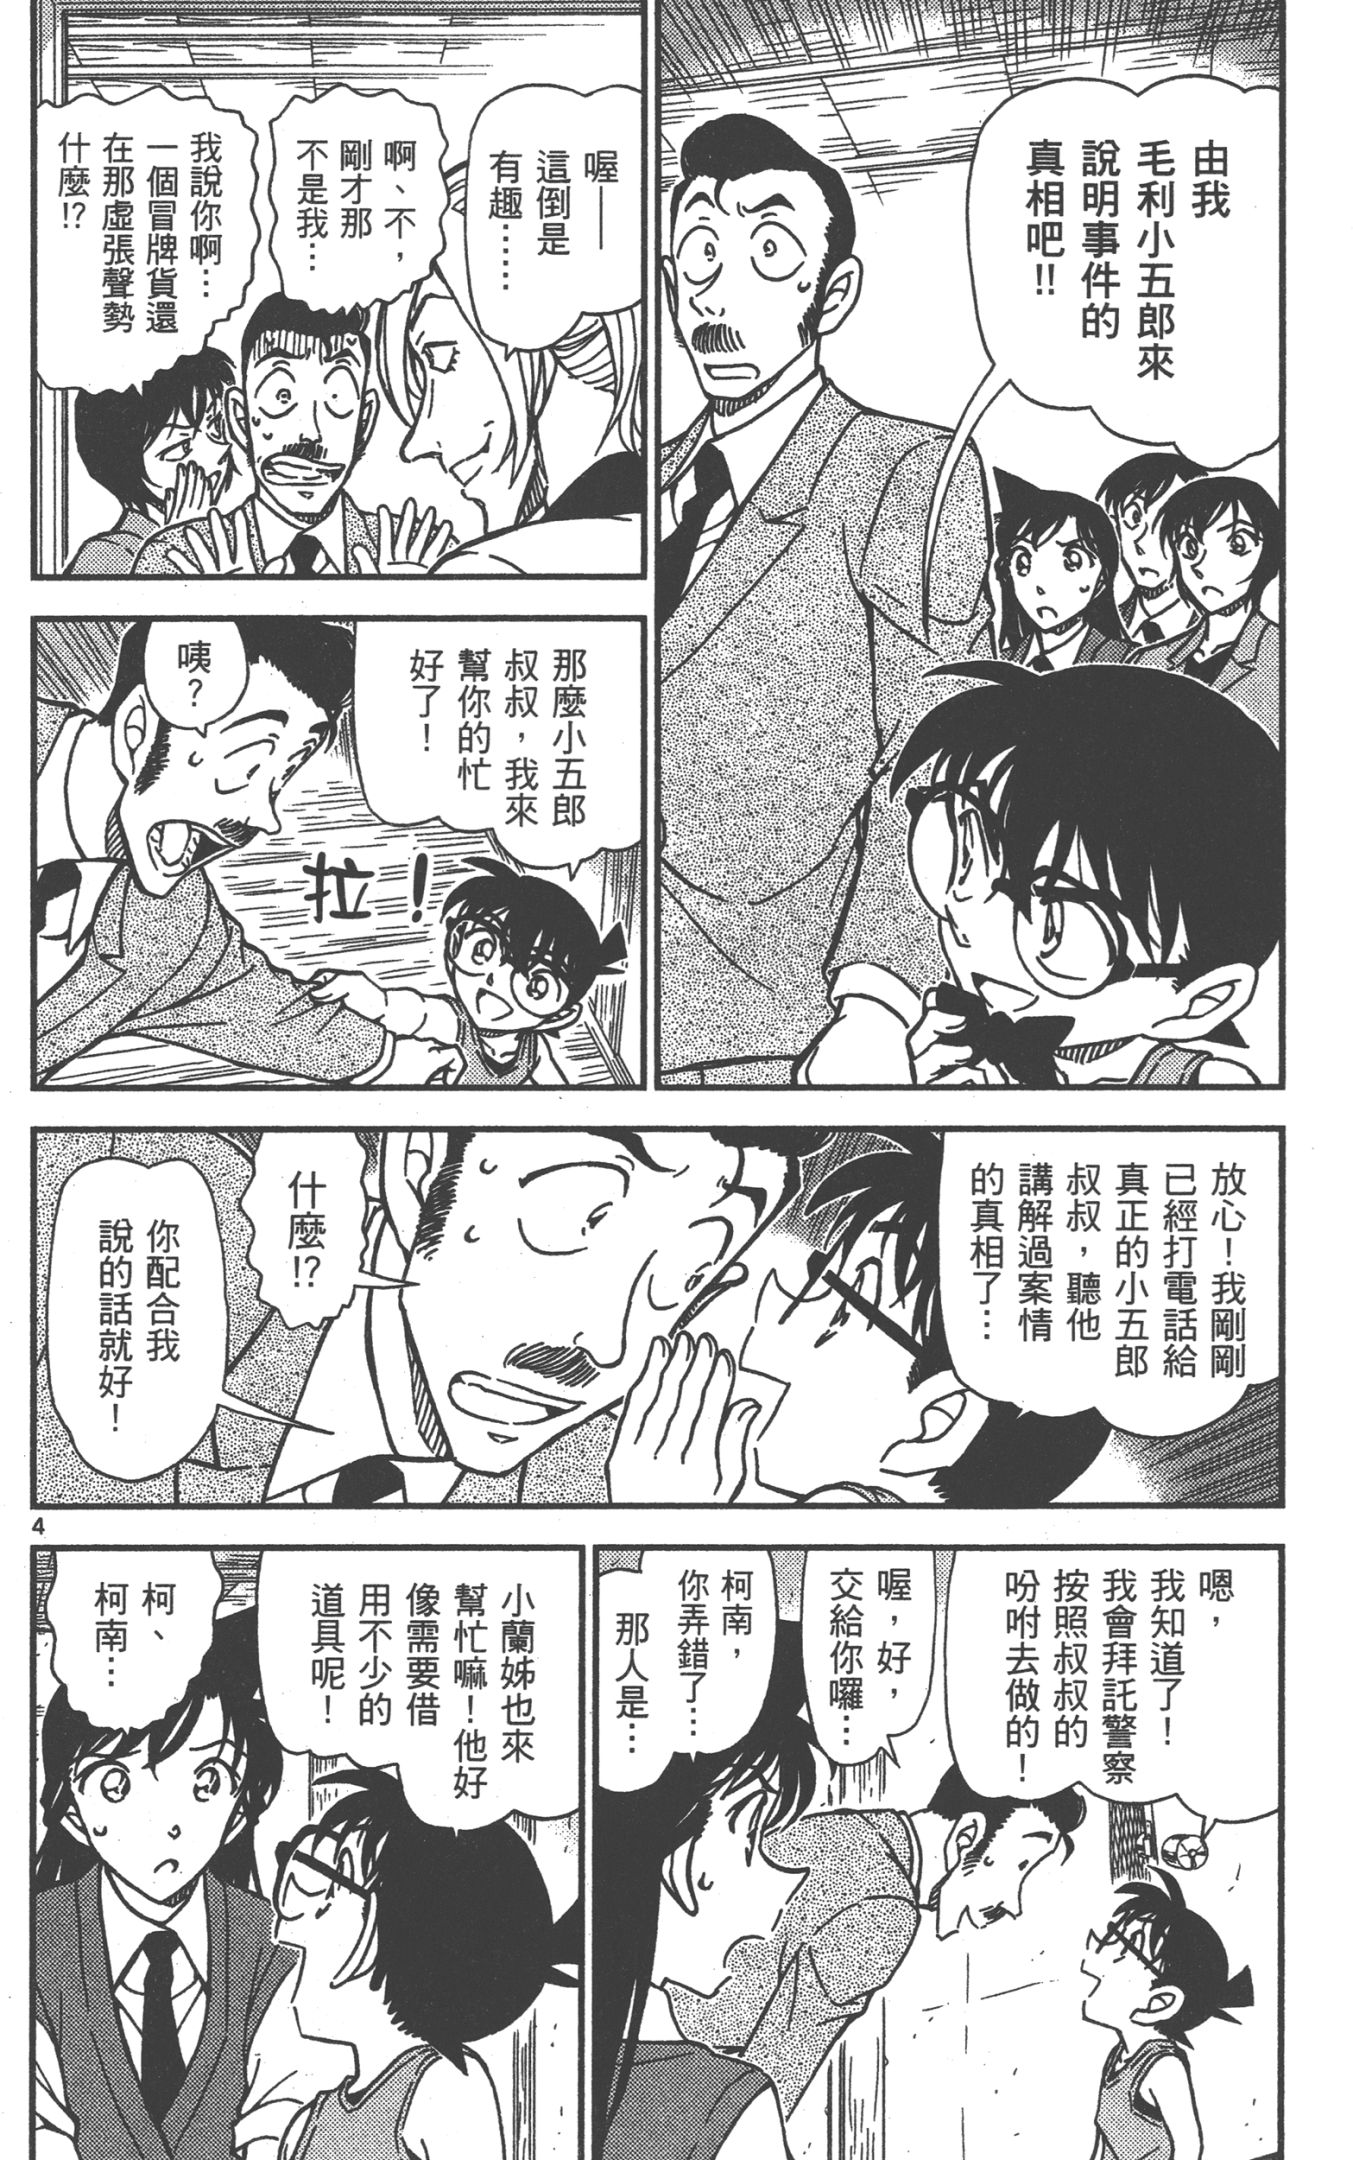 由我
毛利小五郎來
說明事件的
真相吧!!
喔──
這倒是
有趣……
啊、不，
剛才那
不是我…
我說你啊…
一個冒牌貨還
在那虛張聲勢
什麼!?
那麼小五郎
叔叔，我來
幫你的忙
好了！
咦？
拉！
放心！我剛剛
已經打電話給
真正的小五郎
叔叔，聽他
講解過案情
的真相了…
什麼!?
你配合我
說的話就好！
4
嗯，
我知道了！
我會拜託警察
按照叔叔的
吩咐去做的！
喔，好，
交給你囉…
柯南，
你弄錯了…
那人是…
小蘭姊也來
幫忙嘛！他好
像需要借
用不少的
道具呢！
柯、
柯南…